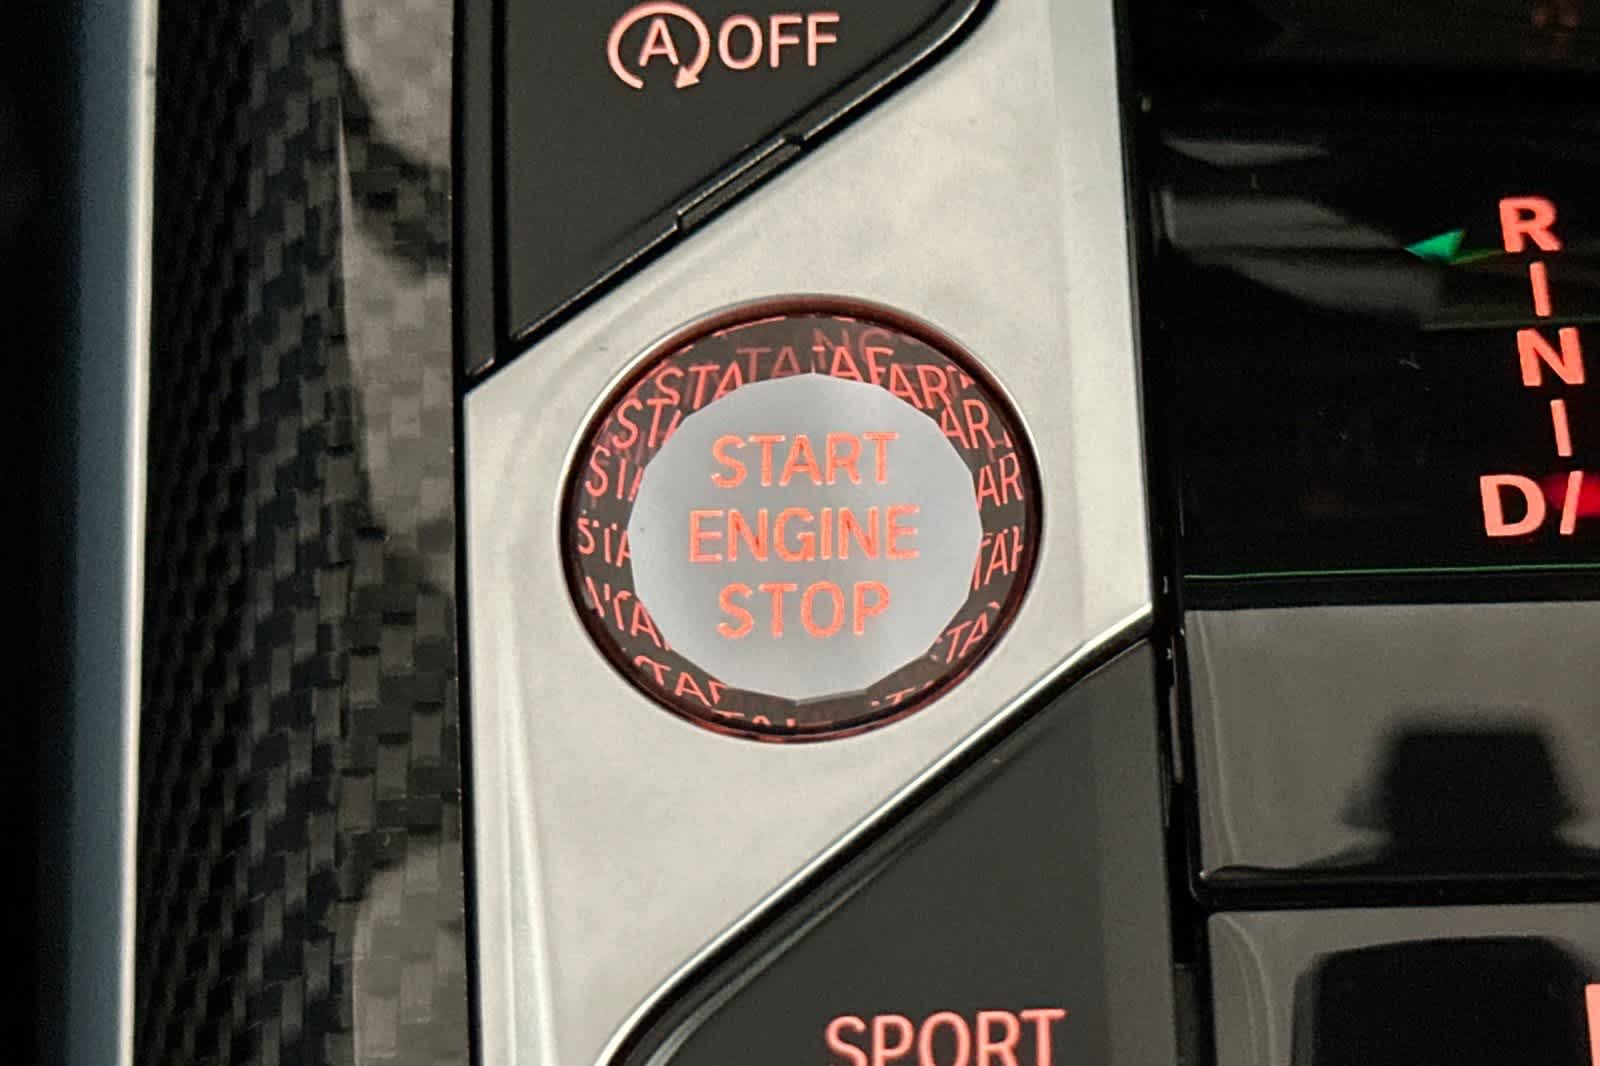 A OFF
R
N
D/
START
ENGINE
STOP
SPORT